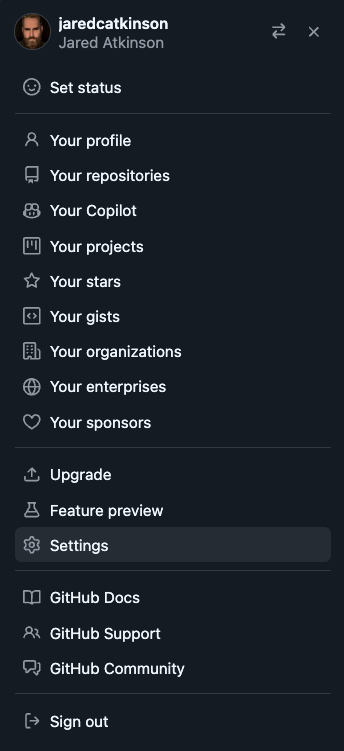 jaredcatkinson
Jared Atkinson
Set status
Your profile
Your repositories
Your Copilot
Your projects
Your stars
Your gists
Your organizations
Your enterprises
Your sponsors
Upgrade
Feature preview
Settings
GitHub Docs
GitHub Support
GitHub Community
Sign out